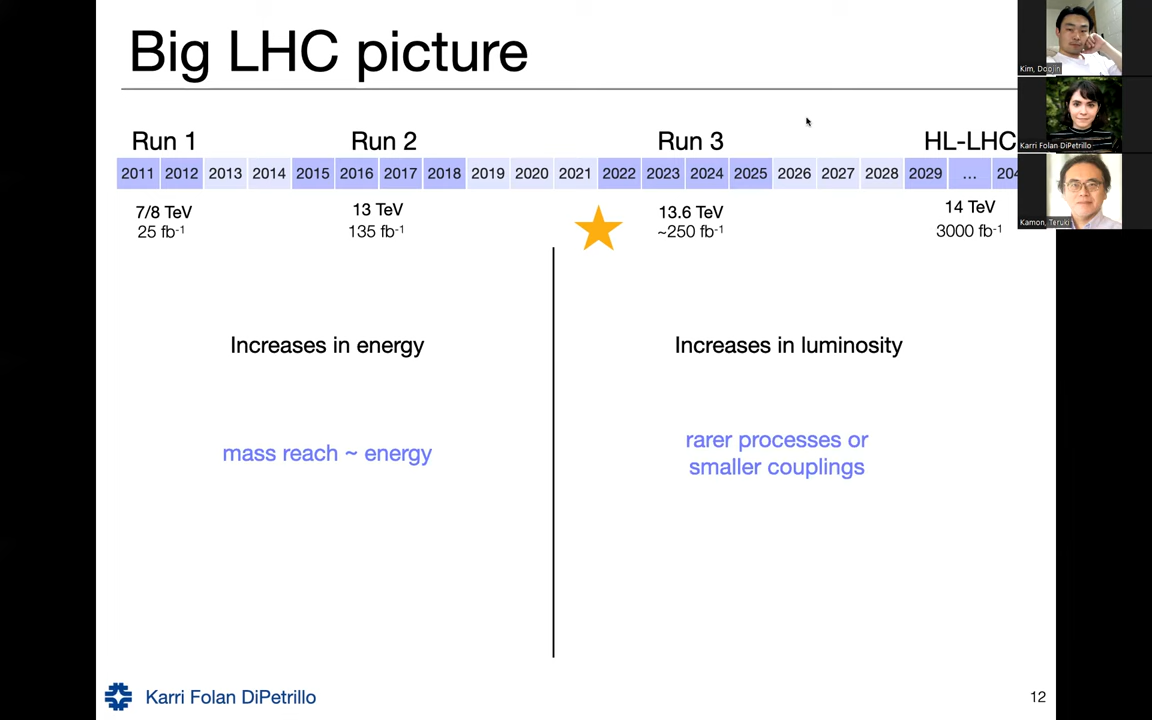 Big LHC picture
Kim, Doojin
Karri Folan DiPetrillo
Kamon, Teruki
Run 1 Run 2 Run 3 HL-LHC
2011 2012 2013 2014 2015 2016 2017 2018 2019 2020 2021 2022 2023 2024 2025 2026 2027 2028 2029 ... 204
7/8 TeV 13 TeV 13.6 TeV 14 TeV
25 fb⁻¹ 135 fb⁻¹ ~250 fb⁻¹ 3000 fb⁻¹
Increases in energy
Increases in luminosity
mass reach ~ energy
rarer processes or
smaller couplings
Karri Folan DiPetrillo
12